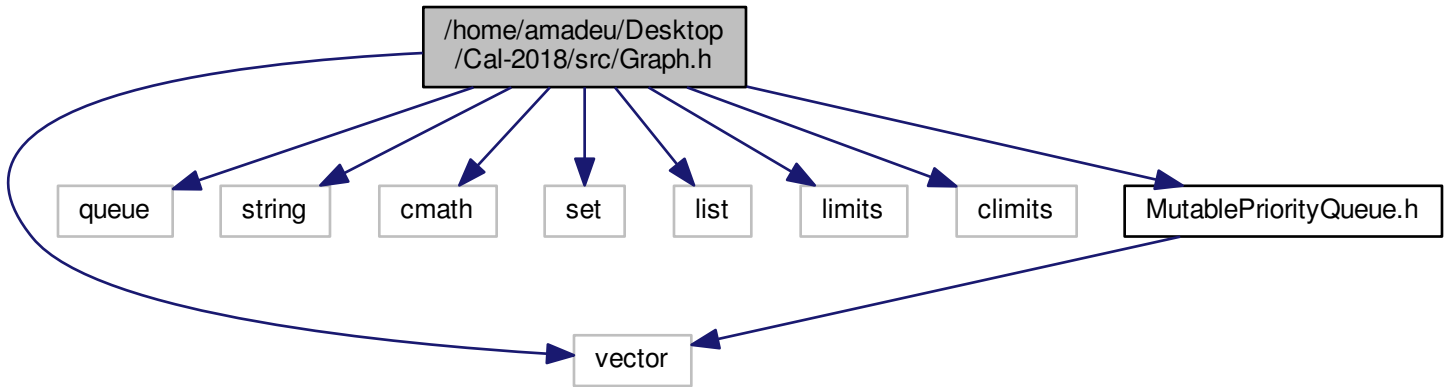 /home/amadeu/Desktop
/Cal-2018/src/Graph.h
queue
string
cmath
set
list
limits
climits
MutablePriorityQueue.h
vector